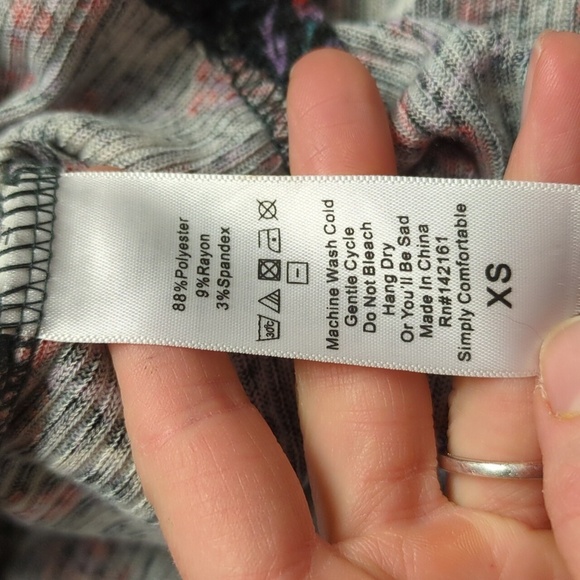 88%Polyester
9%Rayon
3%Spandex
30°C
Machine Wash Cold
Gentle Cycle
Do Not Bleach
Hang Dry
Or You'll Be Sad
Made In China
Rn#142161
Simply Comfortable
XS